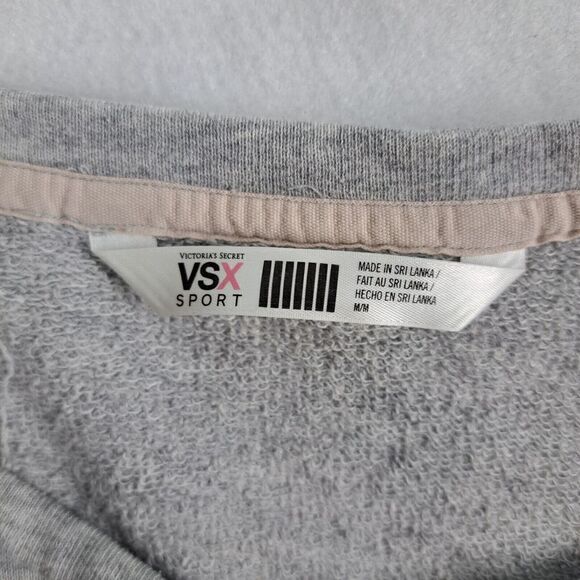 VICTORIA'S SECRET
VSX
SPORT
MADE IN SRI LANKA /
FAIT AU SRI LANKA /
HECHO EN SRI LANKA
M/M